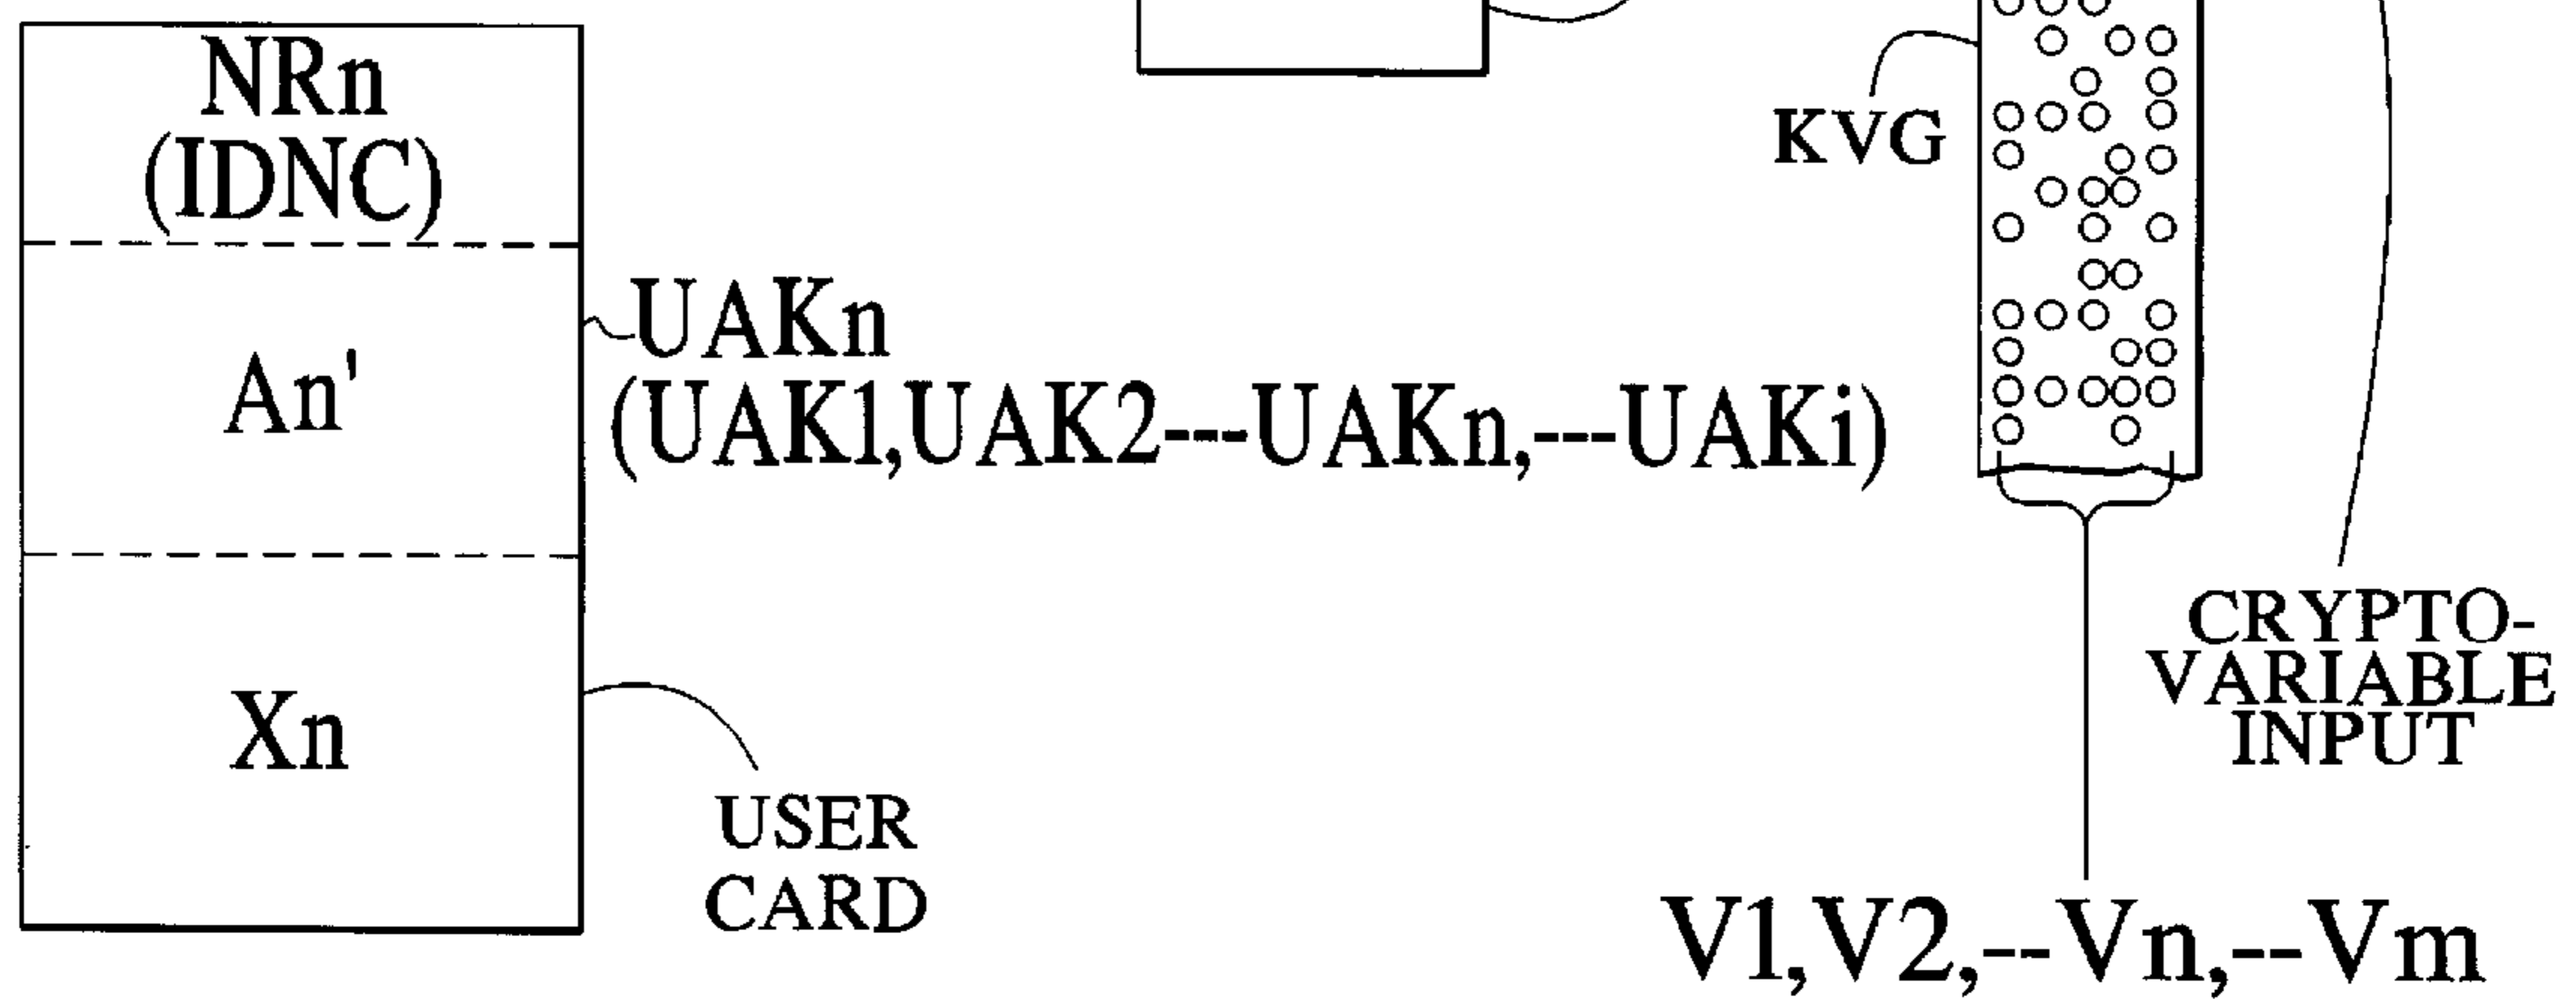 NRn
(IDNC)
An'
Xn
UAKn
(UAK1,UAK2---UAKn,---UAKi)
USER
CARD
KVG
CRYPTO-
VARIABLE
INPUT
V1,V2,--Vn,--Vm